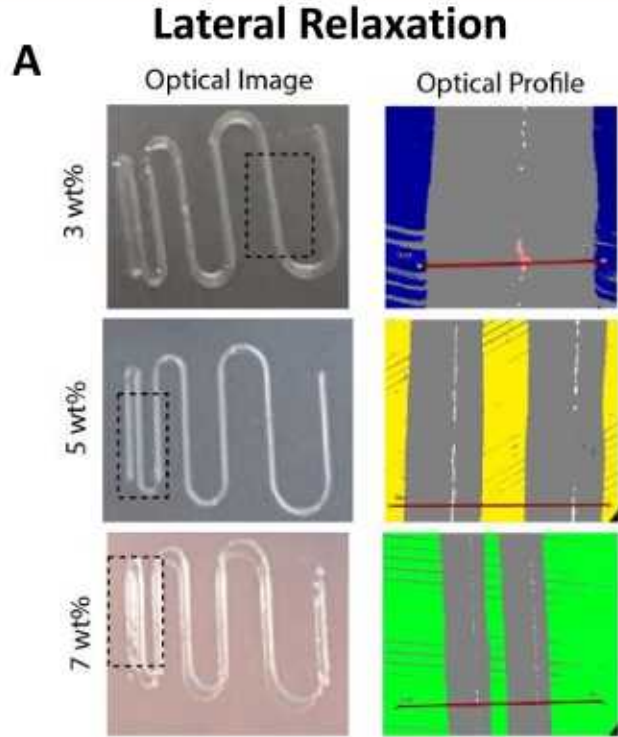 Lateral Relaxation
A
Optical Image
Optical Profile
3 wt%
5 wt%
7 wt%